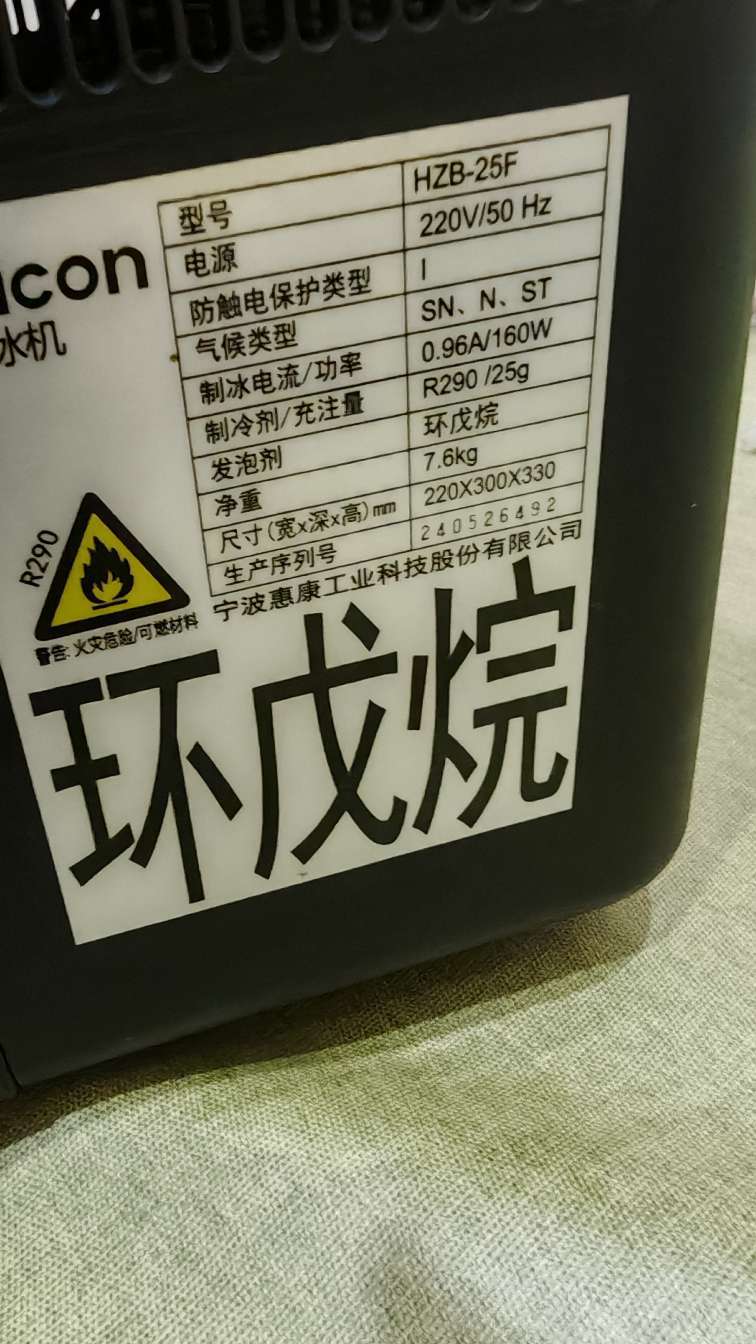 icon
水机
型号 HZB-25F
电源 220V/50 Hz
防触电保护类型 I
气候类型 SN、N、ST
制冰电流/功率 0.96A/160W
制冷剂/充注量 R290 /25g
发泡剂 环戊烷
净重 7.6kg
尺寸(宽x深x高)mm 220X300X330
生产序列号 240526492
宁波惠康工业科技股份有限公司
R290
警告: 火灾危险/可燃材料
环戊烷